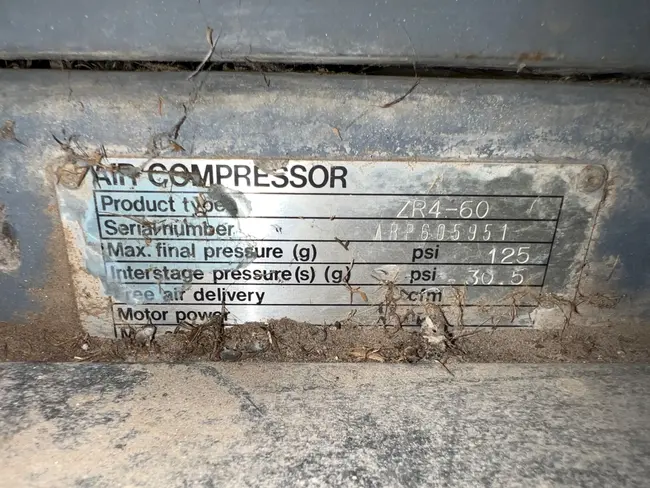 AIR COMPRESSOR
Product type ZR4-60
Serial number ARP605951
Max. final pressure (g) psi 125
Interstage pressure(s) (g) psi 30.5
Free air delivery cfm
Motor power